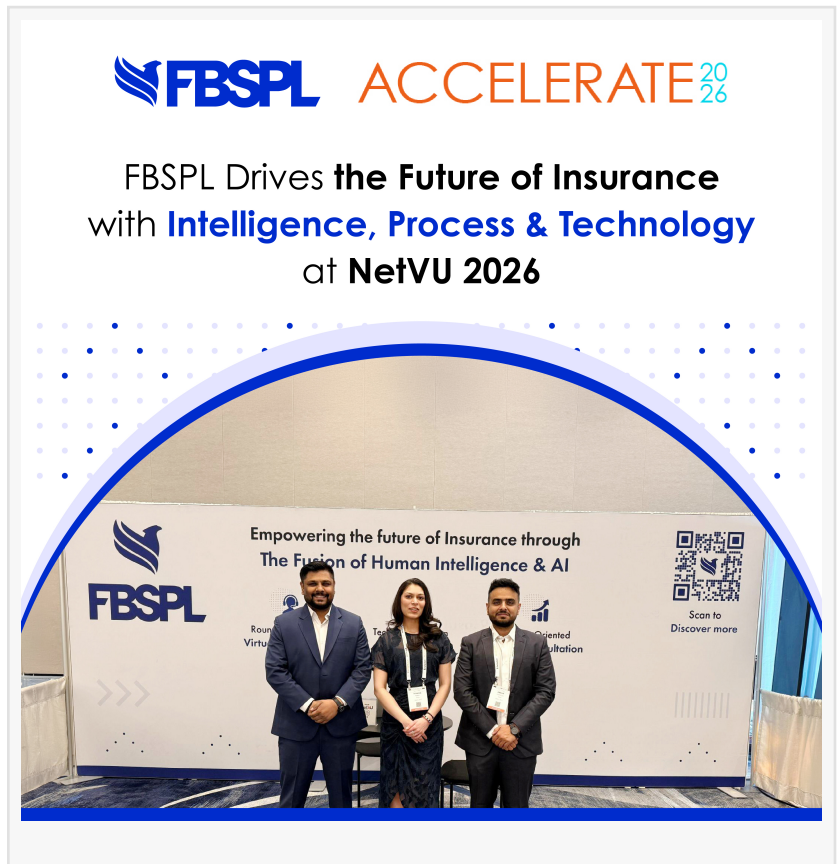 FBSPL
ACCELERATE 20 26
FBSPL Drives the Future of Insurance
with Intelligence, Process & Technology
at NetVU 2026
Empowering the future of Insurance through
The Fusion of Human Intelligence & AI
FBSPL
Scan to
Discover more